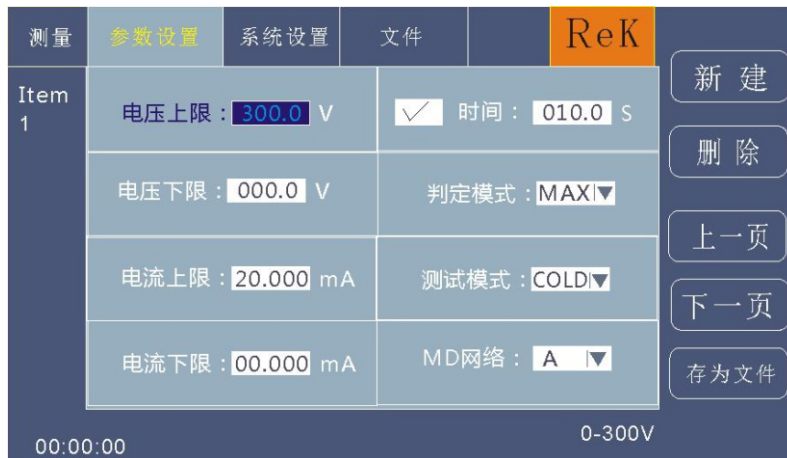 测量 参数设置 系统设置 文件 ReK
Item
1
电压上限：300.0 V
时间： 010.0 S
电压下限：000.0 V
判定模式：MAX
电流上限：20.000 mA
测试模式：COLD
电流下限：00.000 mA
MD网络： A
新 建
删 除
上一页
下一页
存为文件
00:00:00
0-300V